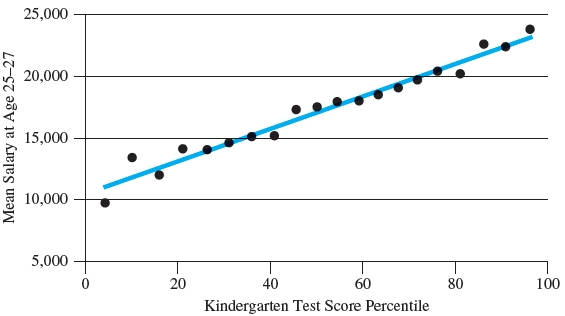 25,000
20,000
15,000
10,000
5,000
Mean Salary at Age 25–27
0 20 40 60 80 100
Kindergarten Test Score Percentile